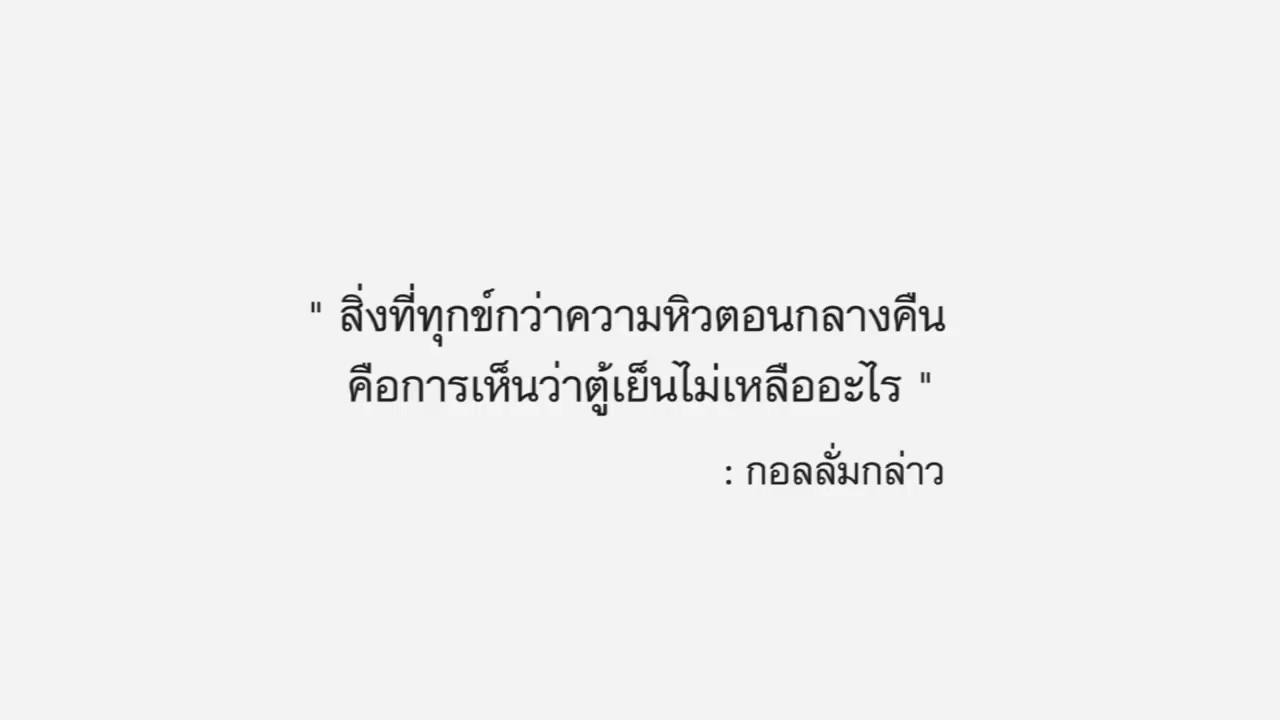 " สิ่งที่ทุกข์กว่าความหิวตอนกลางคืน
คือการเห็นว่าตู้เย็นไม่เหลืออะไร "
: กอลลั่มกล่าว